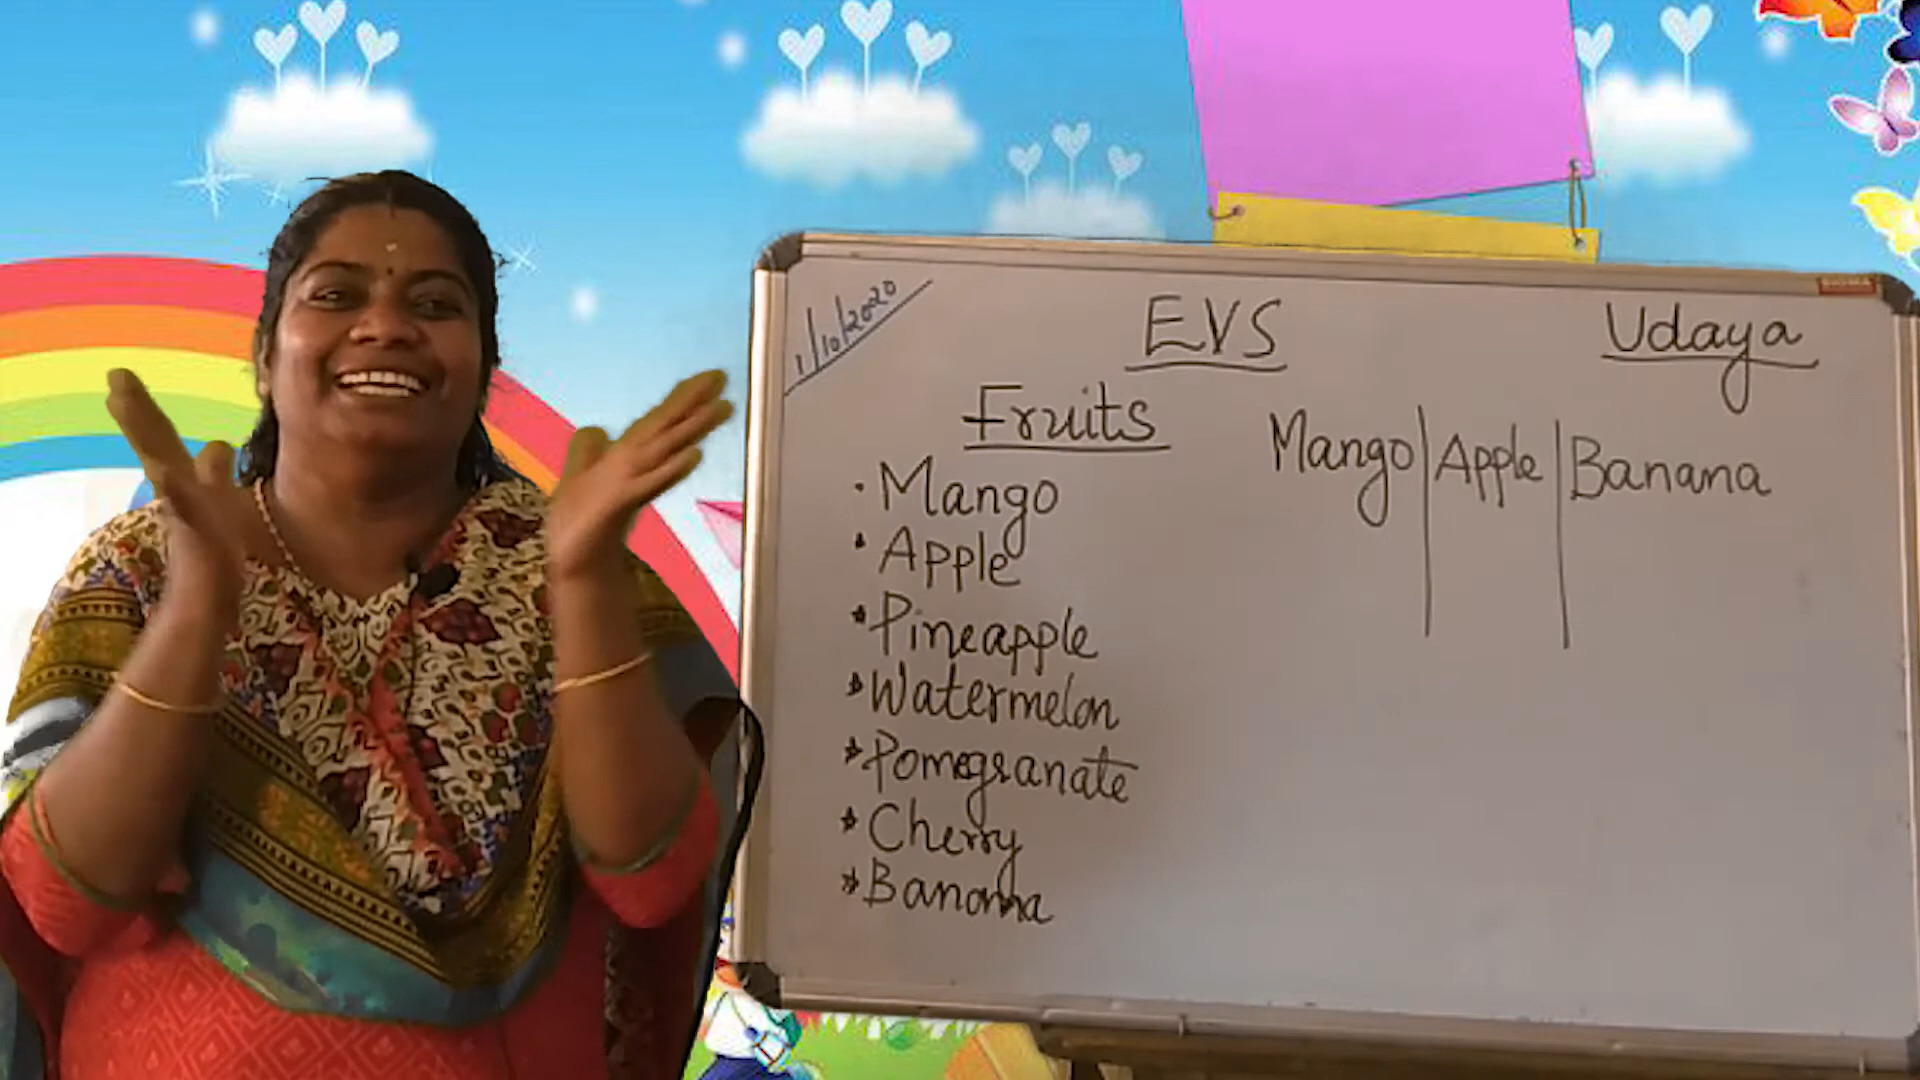 1/10/2020
EVS
Udaya
Fruits
Mango | Apple | Banana
• Mango
• Apple
* Pineapple
* Watermelon
* Pomegranate
* Cherry
* Banana